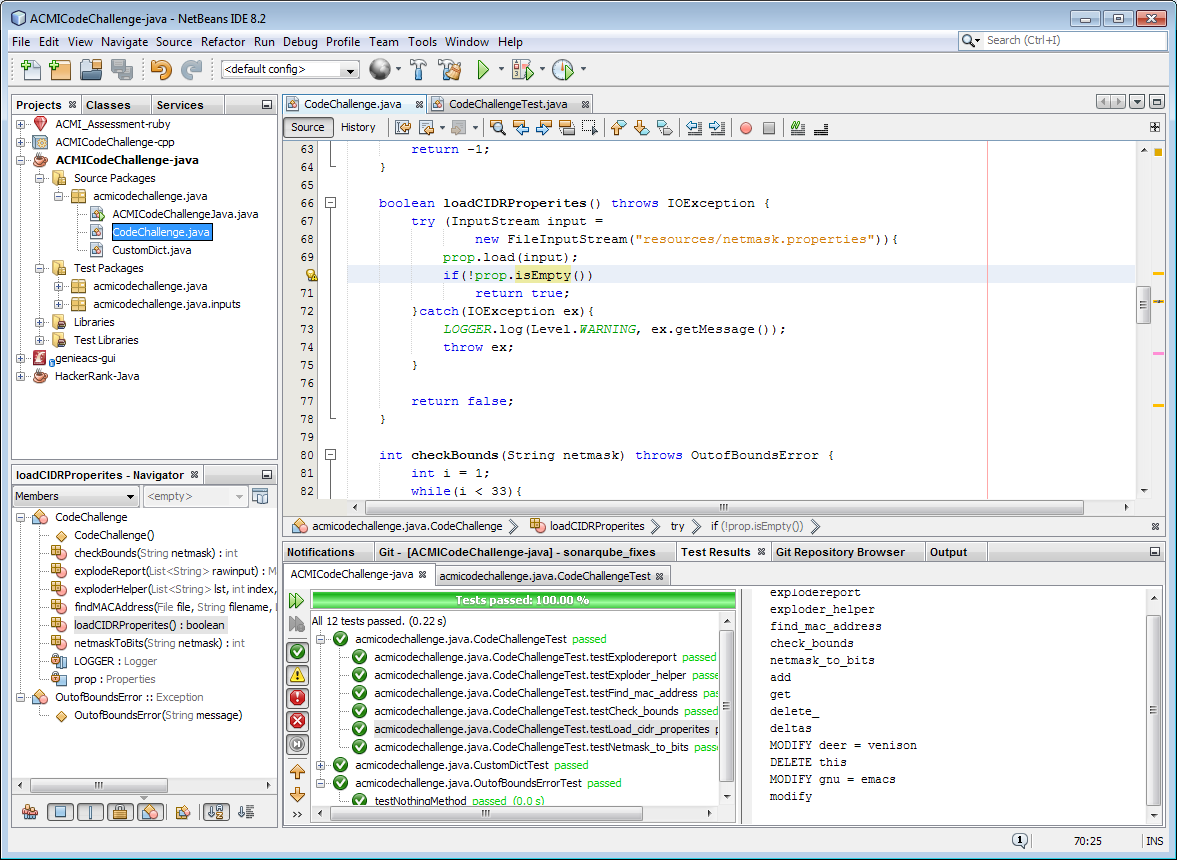 ACMICodeChallenge-java - NetBeans IDE 8.2
File Edit View Navigate Source Refactor Run Debug Profile Team Tools Window Help
Search (Ctrl+I)
<default config>
Projects Classes Services
ACMI_Assessment-ruby
ACMICodeChallenge-cpp
ACMICodeChallenge-java
Source Packages
acmicodechallenge.java
ACMICodeChallengeJava.java
CodeChallenge.java
CustomDict.java
Test Packages
acmicodechallenge.java
acmicodechallenge.java.inputs
Libraries
Test Libraries
genieacs-gui
HackerRank-Java
loadCIDRProperites - Navigator
Members <empty>
CodeChallenge
CodeChallenge()
checkBounds(String netmask) : int
explodeReport(List<String> rawinput) : M
exploderHelper(List<String> lst, int index,
findMACAddress(File file, String filename,
loadCIDRProperites() : boolean
netmaskToBits(String netmask) : int
LOGGER : Logger
prop : Properties
OutofBoundsError :: Exception
OutofBoundsError(String message)
CodeChallenge.java CodeChallengeTest.java
Source History
63 return -1;
64 }
65
66 boolean loadCIDRProperites() throws IOException {
67 try (InputStream input =
68 new FileInputStream("resources/netmask.properties")){
69 prop.load(input);
if(!prop.isEmpty())
71 return true;
72 }catch(IOException ex){
73 LOGGER.log(Level.WARNING, ex.getMessage());
74 throw ex;
75 }
76
77 return false;
78 }
79
80 int checkBounds(String netmask) throws OutofBoundsError {
81 int i = 1;
82 while(i < 33){
acmicodechallenge.java.CodeChallenge loadCIDRProperites try if (!prop.isEmpty())
Notifications Git - [ACMICodeChallenge-java] - sonarqube_fixes Test Results Git Repository Browser Output
ACMICodeChallenge-java acmicodechallenge.java.CodeChallengeTest
Tests passed: 100.00 %
All 12 tests passed. (0.22 s)
acmicodechallenge.java.CodeChallengeTest passed
acmicodechallenge.java.CodeChallengeTest.testExplodereport passed
acmicodechallenge.java.CodeChallengeTest.testExploder_helper passe
acmicodechallenge.java.CodeChallengeTest.testFind_mac_address pas
acmicodechallenge.java.CodeChallengeTest.testCheck_bounds passed
acmicodechallenge.java.CodeChallengeTest.testLoad_cidr_properites p
acmicodechallenge.java.CodeChallengeTest.testNetmask_to_bits passe
acmicodechallenge.java.CustomDictTest passed
acmicodechallenge.java.OutofBoundsErrorTest passed
testNothingMethod passed (0.0 s)
explodereport
exploder_helper
find_mac_address
check_bounds
netmask_to_bits
add
get
delete_
deltas
MODIFY deer = venison
DELETE this
MODIFY gnu = emacs
modify
1 70:25 INS